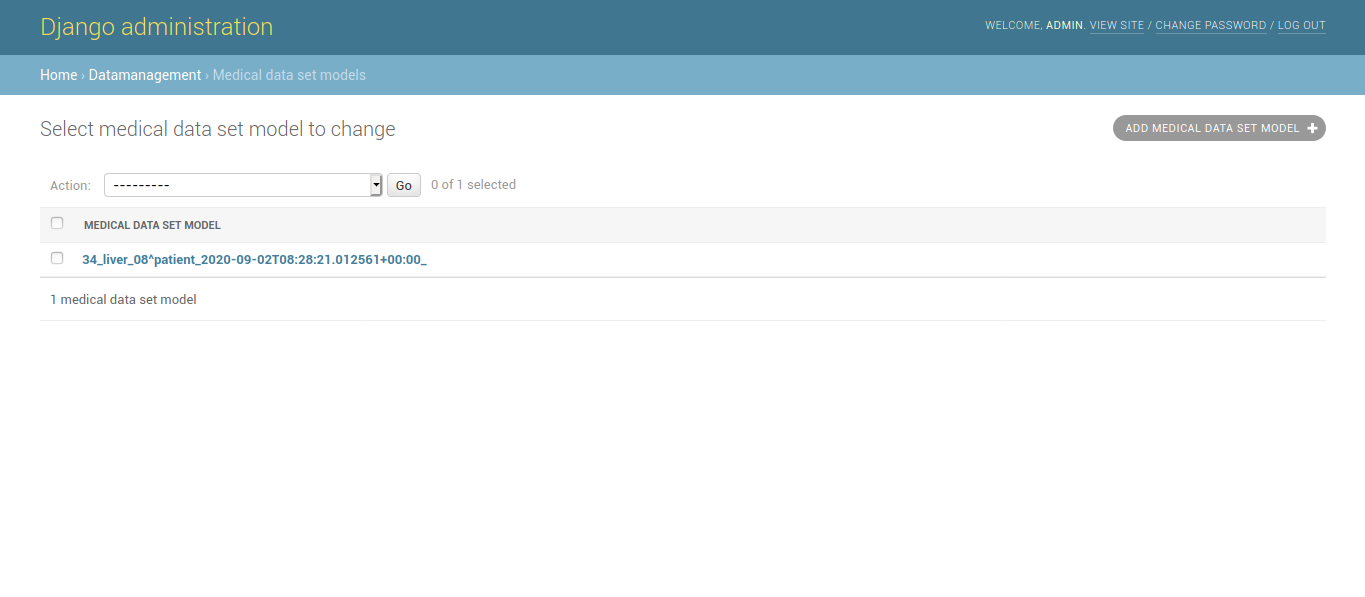 Django administration
WELCOME, ADMIN. VIEW SITE / CHANGE PASSWORD / LOG OUT
Home › Datamanagement › Medical data set models
Select medical data set model to change
ADD MEDICAL DATA SET MODEL +
Action: --------- Go 0 of 1 selected
MEDICAL DATA SET MODEL
34_liver_08^patient_2020-09-02T08:28:21.012561+00:00_
1 medical data set model